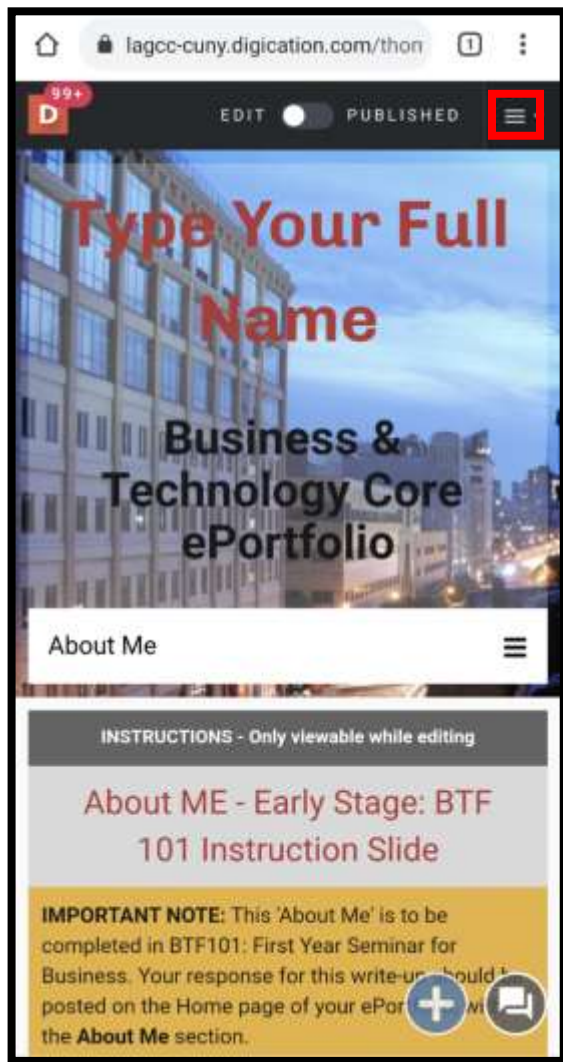 lagcc-cuny.digication.com/thon
1
99+
D
EDIT PUBLISHED
Type Your Full
Name
Business &
Technology Core
ePortfolio
About Me
INSTRUCTIONS - Only viewable while editing
About ME - Early Stage: BTF
101 Instruction Slide
IMPORTANT NOTE: This 'About Me' is to be
completed in BTF101: First Year Seminar for
Business. Your response for this write-up should
posted on the Home page of your ePor
the About Me section.